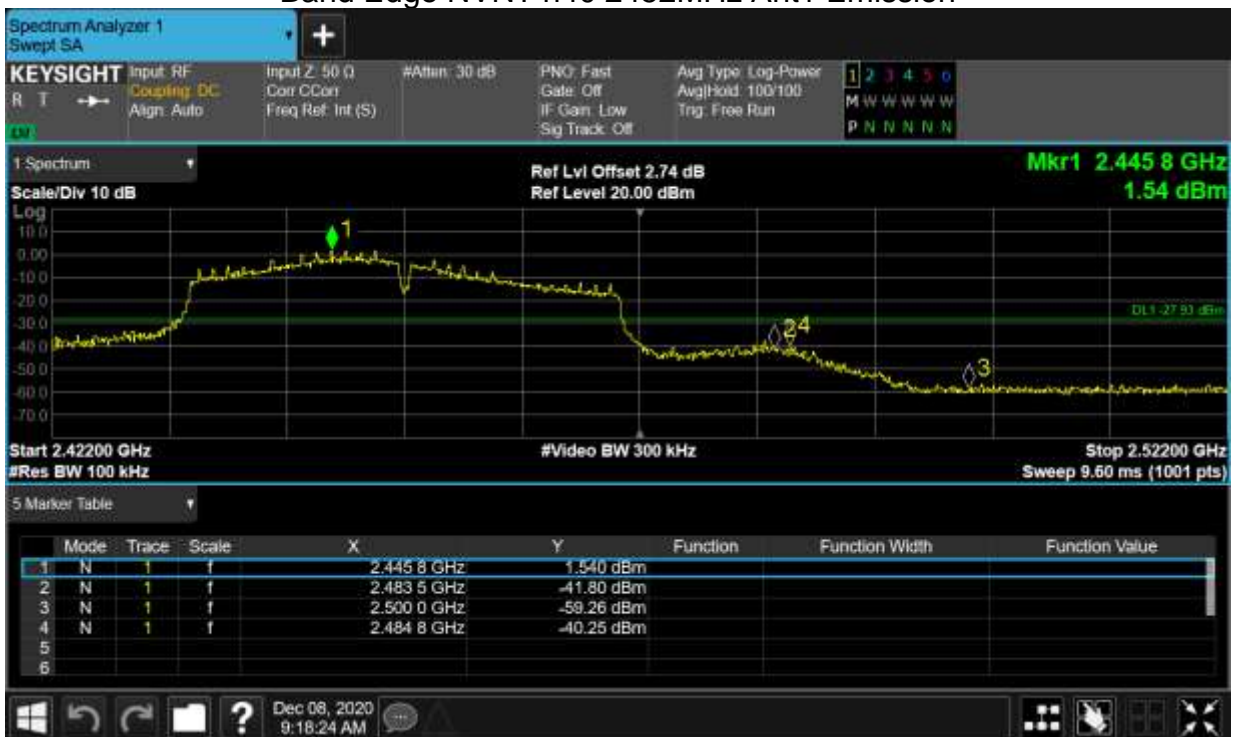 Spectrum Analyzer 1
Swept SA
+
KEYSIGHT Input: RF Input Z: 50 Ω #Atten: 30 dB PNO: Fast Avg Type: Log-Power 1 2 3 4 5 6
R T Coupling: DC Corr CCorr Gate: Off Avg|Hold: 100/100 M W W W W W
Align: Auto Freq Ref: Int (S) IF Gain: Low Trig: Free Run P N N N N N
Sig Track: Off
1 Spectrum Ref Lvl Offset 2.74 dB Mkr1 2.445 8 GHz
Scale/Div 10 dB Ref Level 20.00 dBm 1.54 dBm
Log
10.0
0.00
-10.0
-20.0
-30.0
-40.0
-50.0
-60.0
-70.0
1
DL1 -27.93 dBm
2 4
3
Start 2.42200 GHz #Video BW 300 kHz Stop 2.52200 GHz
#Res BW 100 kHz Sweep 9.60 ms (1001 pts)
5 Marker Table
Mode Trace Scale X Y Function Function Width Function Value
1 N 1 f 2.445 8 GHz 1.540 dBm
2 N 1 f 2.483 5 GHz -41.80 dBm
3 N 1 f 2.500 0 GHz -59.26 dBm
4 N 1 f 2.484 8 GHz -40.25 dBm
5
6
? Dec 08, 2020
9:18:24 AM